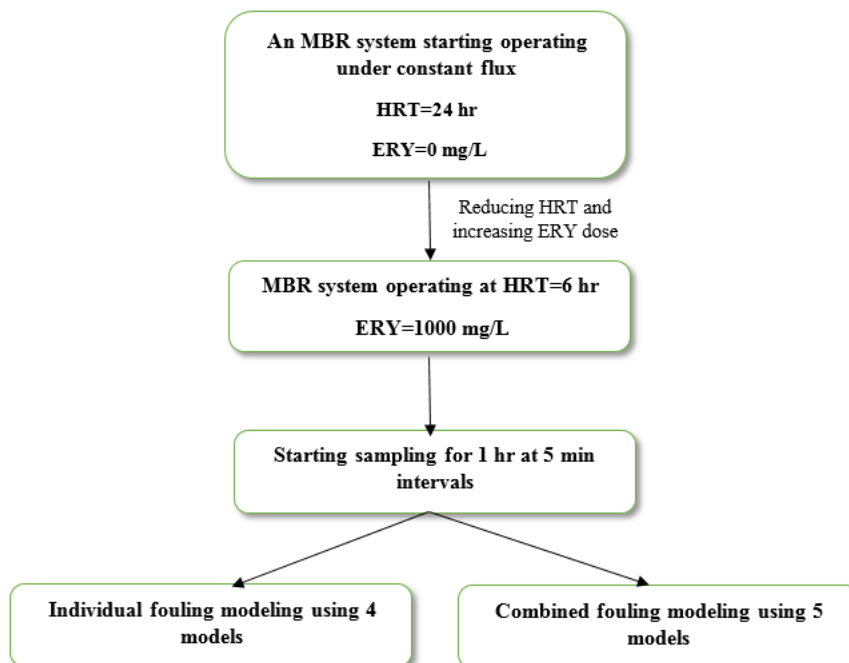 An MBR system starting operating
under constant flux
HRT=24 hr
ERY=0 mg/L
Reducing HRT and
increasing ERY dose
MBR system operating at HRT=6 hr
ERY=1000 mg/L
Starting sampling for 1 hr at 5 min
intervals
Individual fouling modeling using 4
models
Combined fouling modeling using 5
models